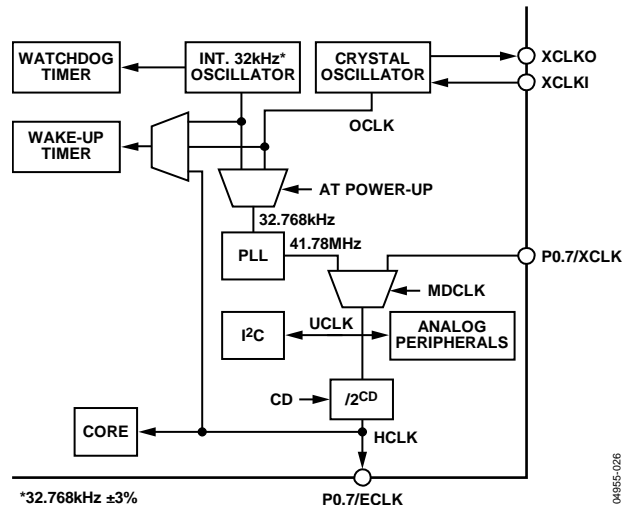 WATCHDOG
TIMER
INT. 32kHz*
OSCILLATOR
CRYSTAL
OSCILLATOR
XCLKO
XCLKI
OCLK
WAKE-UP
TIMER
AT POWER-UP
32.768kHz
PLL
41.78MHz
P0.7/XCLK
MDCLK
I²C
UCLK
ANALOG
PERIPHERALS
CD
/2ᶜᴰ
CORE
HCLK
P0.7/ECLK
*32.768kHz ±3%
04955-026